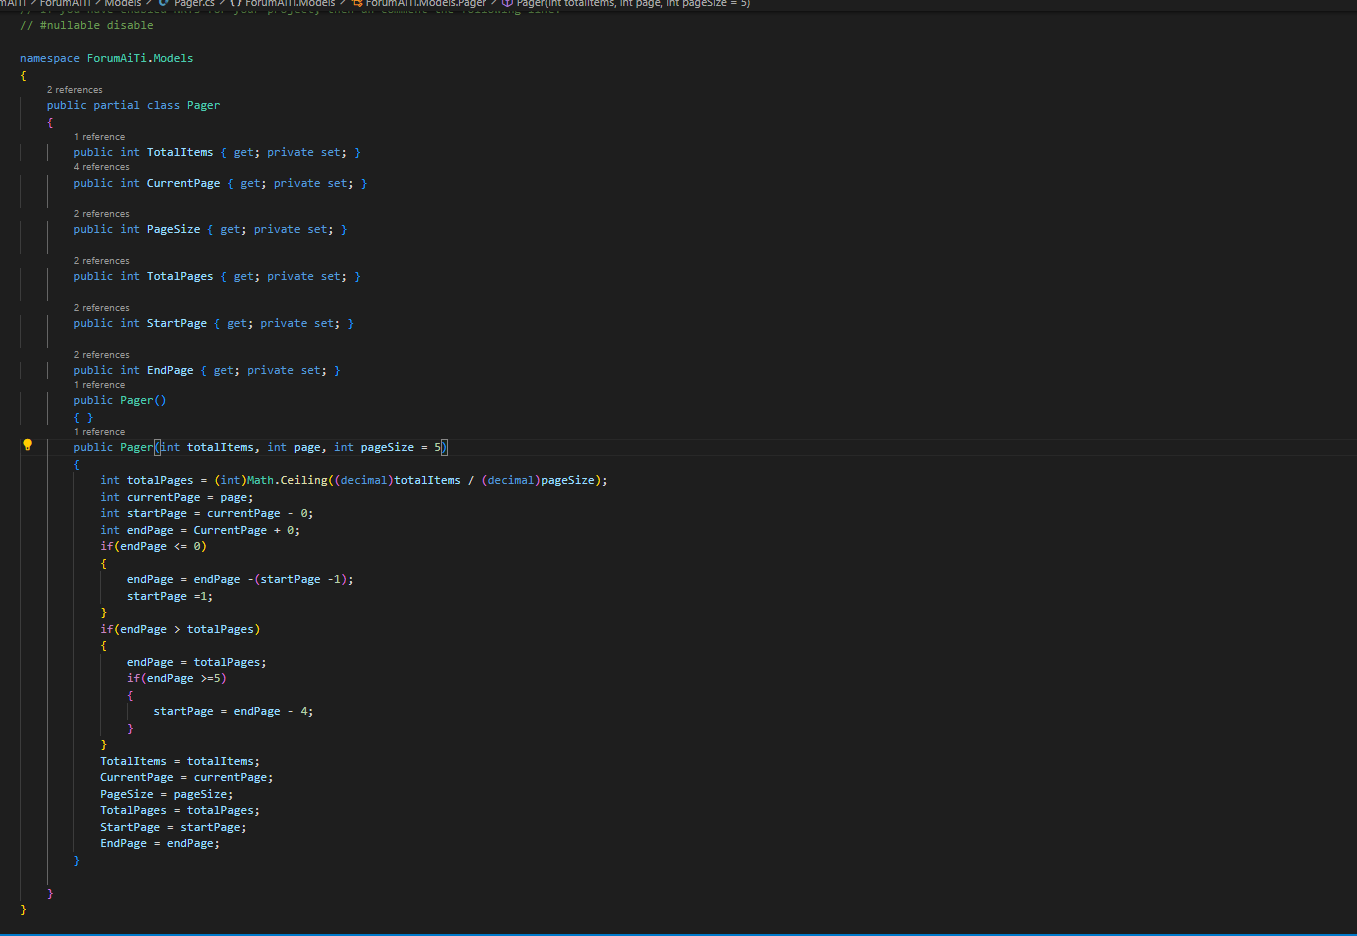 ForumAiTi > Models > Pager.cs > {} ForumAiTi.Models > ForumAiTi.Models.Pager > Pager(int totalItems, int page, int pageSize = 5)
// #nullable disable
namespace ForumAiTi.Models
{
2 references
public partial class Pager
{
1 reference
public int TotalItems { get; private set; }
4 references
public int CurrentPage { get; private set; }
2 references
public int PageSize { get; private set; }
2 references
public int TotalPages { get; private set; }
2 references
public int StartPage { get; private set; }
2 references
public int EndPage { get; private set; }
1 reference
public Pager()
{ }
1 reference
public Pager(int totalItems, int page, int pageSize = 5)
{
int totalPages = (int)Math.Ceiling((decimal)totalItems / (decimal)pageSize);
int currentPage = page;
int startPage = currentPage - 0;
int endPage = CurrentPage + 0;
if(endPage <= 0)
{
endPage = endPage -(startPage -1);
startPage =1;
}
if(endPage > totalPages)
{
endPage = totalPages;
if(endPage >=5)
{
startPage = endPage - 4;
}
}
TotalItems = totalItems;
CurrentPage = currentPage;
PageSize = pageSize;
TotalPages = totalPages;
StartPage = startPage;
EndPage = endPage;
}
}
}